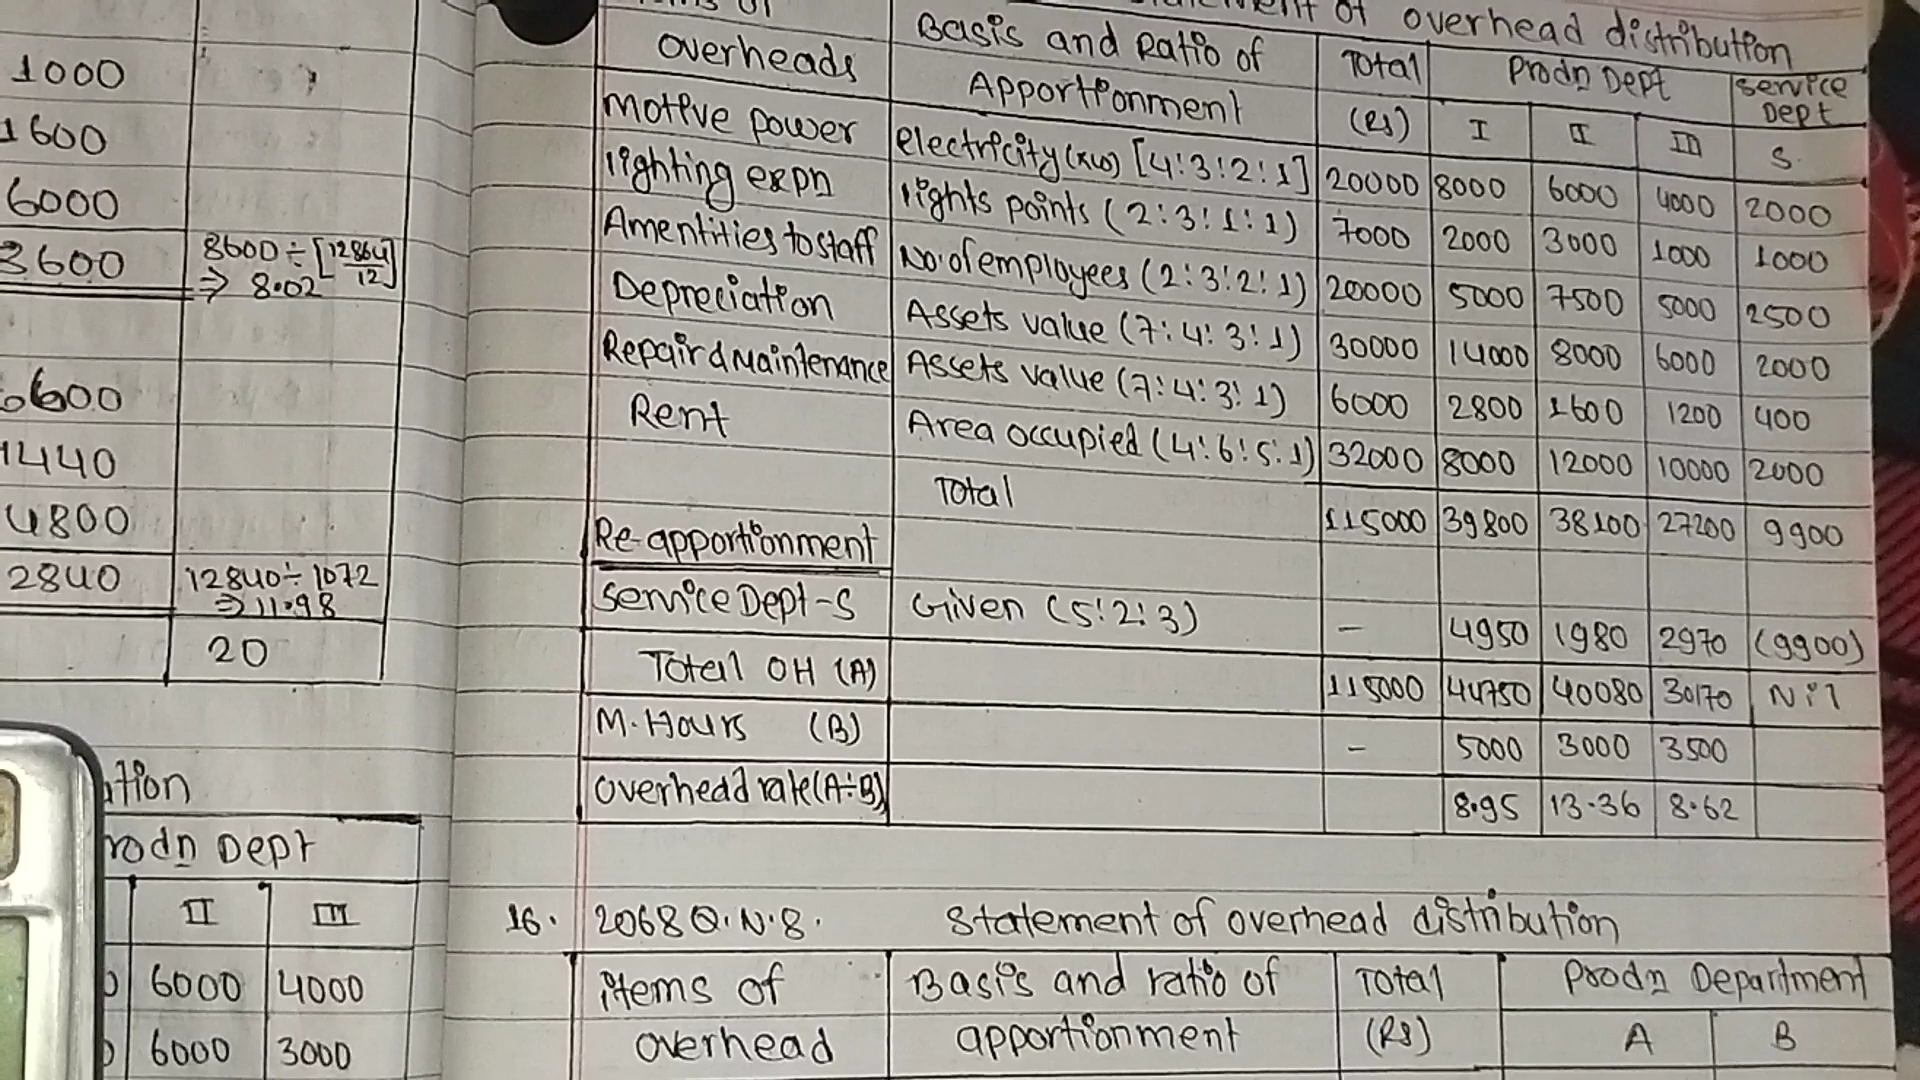 1000
1600
6000
3600 8600 ÷ [12864/12]
⇒ 8.02
600
1440
4800
2840 12840 ÷ 1072
⇒ 11.98
20
ation
rodn Dept
II III
6000 4000
6000 3000
of overhead distribution
overheads Basis and Ratio of Apportionment Total (Rs) Prodn Dept Service Dept
I II III S.
Motive power Electricity (KW) [4:3:2:1] 20000 8000 6000 4000 2000
lighting expn lights points (2:3:1:1) 7000 2000 3000 1000 1000
Amentities to staff No. of employees (2:3:2:1) 20000 5000 7500 5000 2500
Depreciation Assets value (7:4:3:1) 30000 14000 8000 6000 2000
Repair & Maintenance Assets value (7:4:3:1) 6000 2800 1600 1200 400
Rent Area occupied (4:6:5:1) 32000 8000 12000 10000 2000
Total 115000 39800 38100 27200 9900
Re-apportionment
Service Dept-S Given (5:2:3) - 4950 1980 2970 (9900)
Total OH (A) 115000 44750 40080 30170 Nil
M. Hours (B) - 5000 3000 3500
overhead rate (A÷B) 8.95 13.36 8.62
16. 2068 Q.N.8. Statement of overhead distribution
items of overhead Basis and ratio of apportionment Total (Rs) Prodn Department
A B